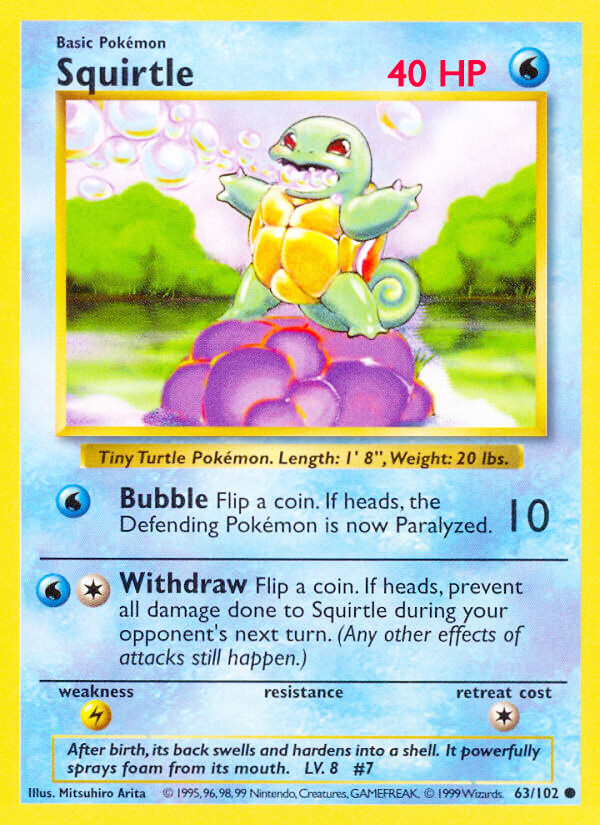 Basic Pokémon
Squirtle
40 HP
Tiny Turtle Pokémon. Length: 1' 8", Weight: 20 lbs.
Bubble Flip a coin. If heads, the
Defending Pokémon is now Paralyzed.
10
Withdraw Flip a coin. If heads, prevent
all damage done to Squirtle during your
opponent's next turn. (Any other effects of
attacks still happen.)
weakness
resistance
retreat cost
After birth, its back swells and hardens into a shell. It powerfully
sprays foam from its mouth. LV. 8 #7
Illus. Mitsuhiro Arita © 1995, 96, 98, 99 Nintendo, Creatures, GAMEFREAK. © 1999 Wizards. 63/102